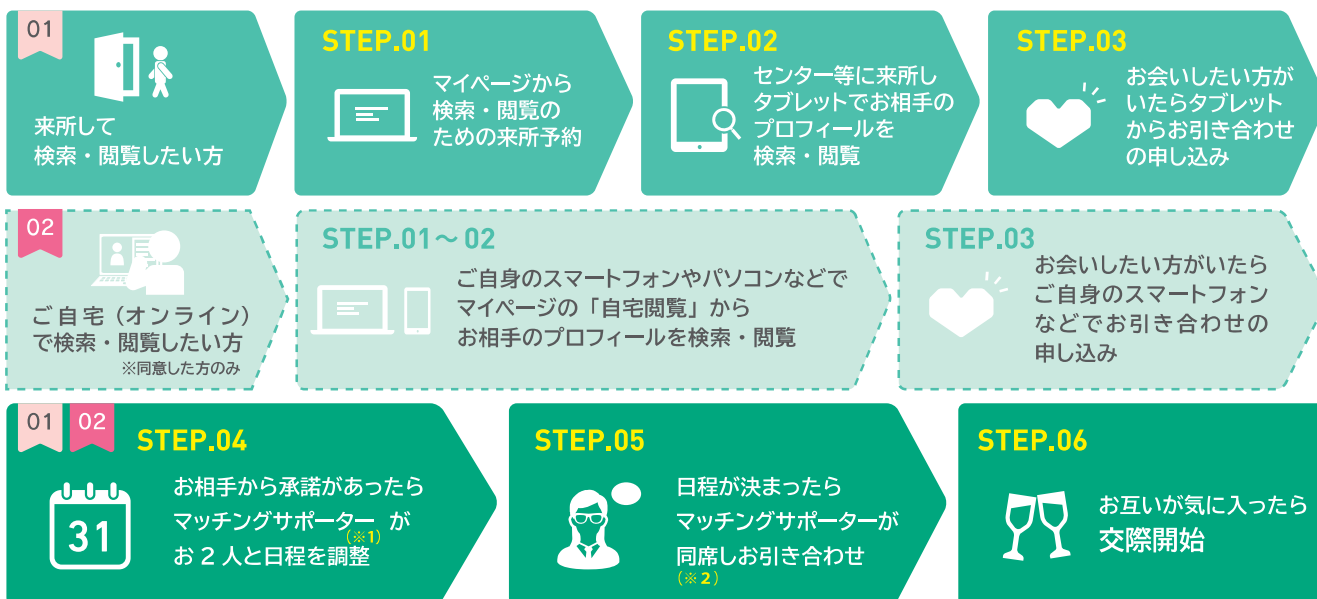 01
来所して
検索・閲覧したい方
STEP.01
マイページから
検索・閲覧の
ための来所予約
STEP.02
センター等に来所し
タブレットでお相手の
プロフィールを
検索・閲覧
STEP.03
お会いしたい方が
いたらタブレット
からお引き合わせ
の申し込み
02
ご自宅(オンライン)
で検索・閲覧したい方
※同意した方のみ
STEP.01～02
ご自身のスマートフォンやパソコンなどで
マイページの「自宅閲覧」から
お相手のプロフィールを検索・閲覧
STEP.03
お会いしたい方がいたら
ご自身のスマートフォン
などでお引き合わせの
申し込み
01 02
STEP.04
31
お相手から承諾があったら
マッチングサポーター(※1)が
お2人と日程を調整
STEP.05
日程が決まったら
マッチングサポーターが
同席しお引き合わせ
(※2)
STEP.06
お互いが気に入ったら
交際開始